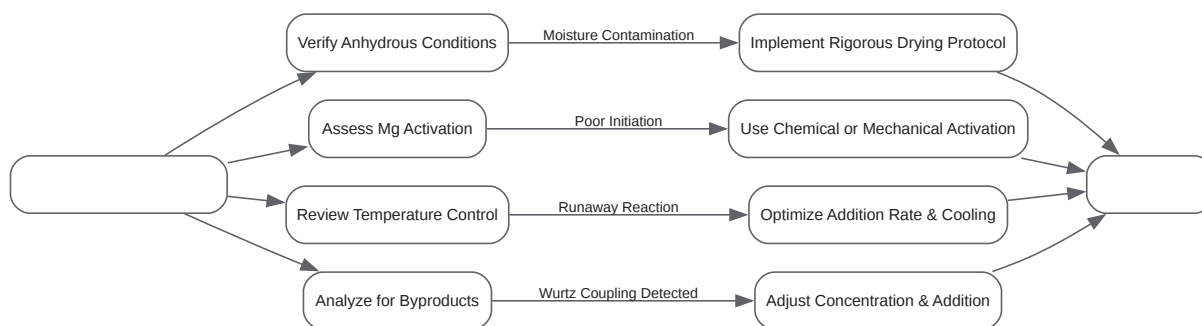 Verify Anhydrous Conditions
Moisture Contamination
Implement Rigorous Drying Protocol
Assess Mg Activation
Poor Initiation
Use Chemical or Mechanical Activation
Review Temperature Control
Runaway Reaction
Optimize Addition Rate & Cooling
Analyze for Byproducts
Wurtz Coupling Detected
Adjust Concentration & Addition